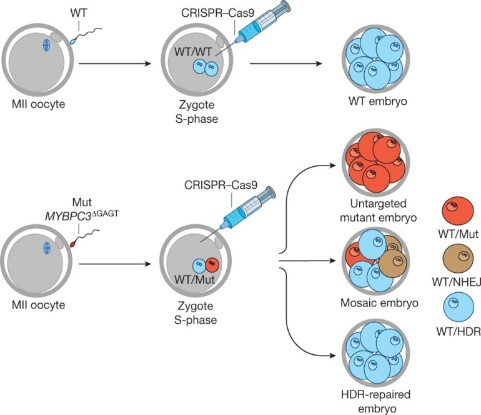 WT
CRISPR–Cas9
WT/WT
MII oocyte
Zygote
S-phase
WT embryo
Mut
MYBPC3ΔGAGT
CRISPR–Cas9
WT/Mut
MII oocyte
Zygote
S-phase
Untargeted
mutant embryo
Mosaic embryo
HDR-repaired
embryo
WT/Mut
WT/NHEJ
WT/HDR